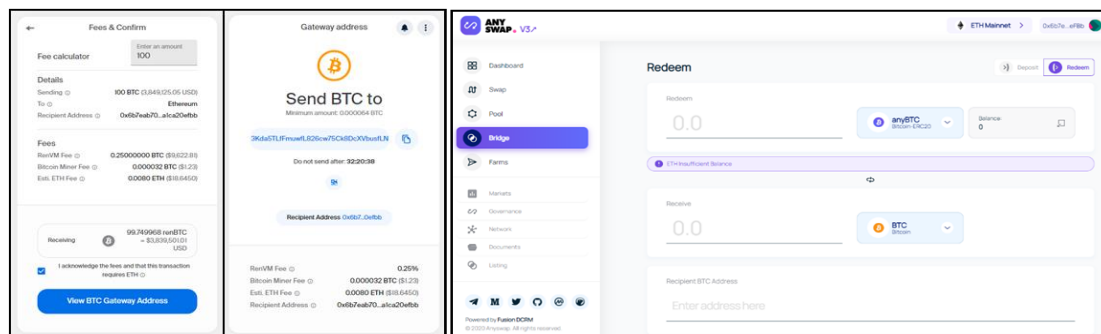 Fees & Confirm
Fee calculator
Enter an amount
100
Details
Sending 100 BTC (3,849,125.05 USD)
To Ethereum
Recipient Address 0x6b7eab70...a1ca20efbb
Fees
RenVM Fee 0.25000000 BTC ($9,622.81)
Bitcoin Miner Fee 0.000032 BTC ($1.23)
Esti. ETH Fee 0.0080 ETH ($18.6450)
Receiving
99.749968 renBTC
= $3,839,501.01
USD
I acknowledge the fees and that this transaction
requires ETH
View BTC Gateway Address
Gateway address
Send BTC to
Minimum amount: 0.000064 BTC
Do not send after: 32:20:38
Recipient Address 0x6b7...0efbb
RenVM Fee 0.25%
Bitcoin Miner Fee 0.000032 BTC ($1.23)
Esti. ETH Fee 0.0080 ETH ($18.6450)
Recipient Address 0x6b7eab70...a1ca20efbb
ANY
SWAP. V3
ETH Mainnet >
0x6b7e...eFBb
Dashboard
Swap
Pool
Bridge
Farms
Markets
Governance
Network
Documents
Listing
Powered by Fusion DCRM
© 2020 Anyswap. All rights reserved.
Redeem
Deposit
Redeem
Redeem
0.0
anyBTC
Bitcoin-ERC20
Balance
0
ETH Insufficient Balance
Receive
0.0
BTC
Bitcoin
Recipient BTC Address
Enter address here